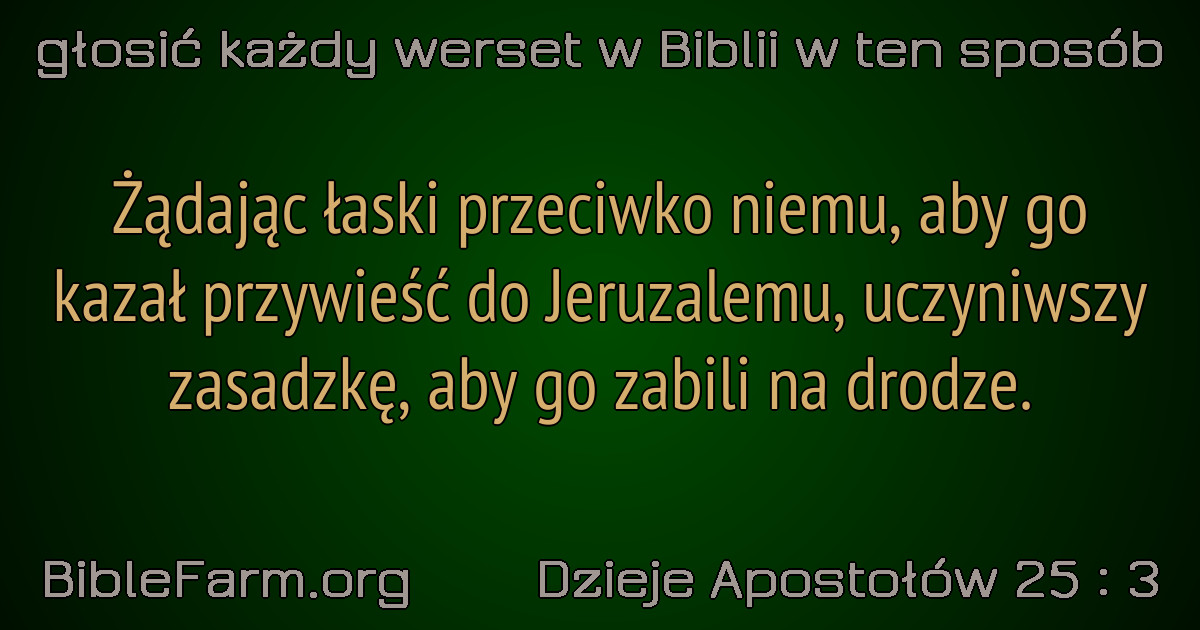 głosić każdy werset w Biblii w ten sposób
Żądając łaski przeciwko niemu, aby go
kazał przywieść do Jeruzalemu, uczyniwszy
zasadzkę, aby go zabili na drodze.
BibleFarm.org Dzieje Apostołów 25 : 3